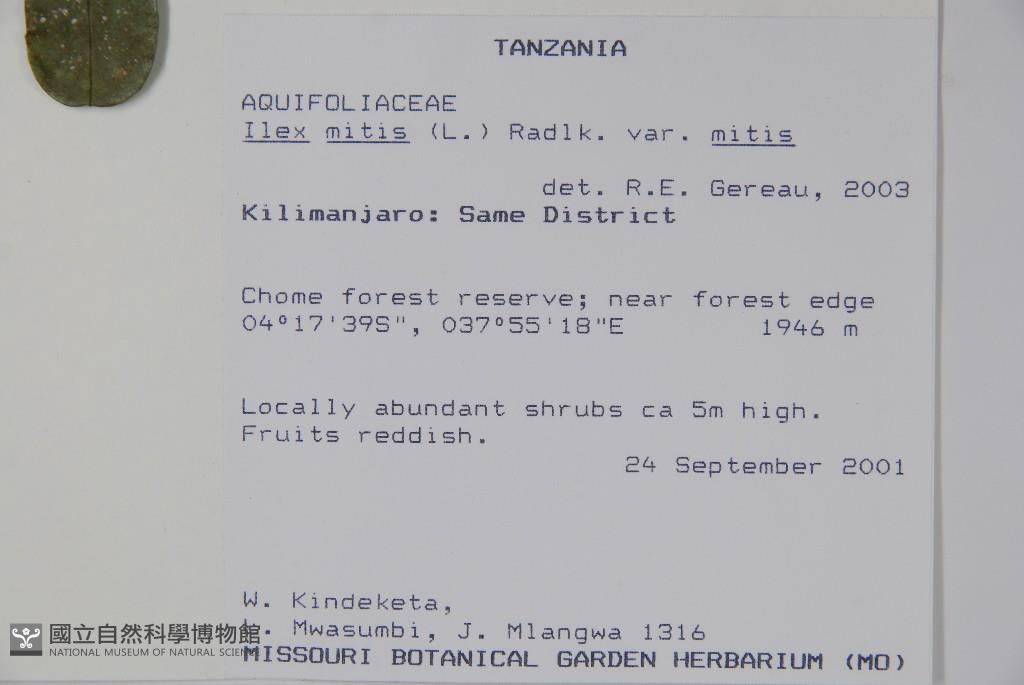 TANZANIA
AQUIFOLIACEAE
Ilex mitis (L.) Radlk. var. mitis
det. R.E. Gereau, 2003
Kilimanjaro: Same District
Chome forest reserve; near forest edge
04°17'39S", 037°55'18"E 1946 m
Locally abundant shrubs ca 5m high.
Fruits reddish.
24 September 2001
W. Kindeketa,
Mwasumbi, J. Mlangwa 1316
MISSOURI BOTANICAL GARDEN HERBARIUM (MO)
國立自然科學博物館
NATIONAL MUSEUM OF NATURAL SCIENCE